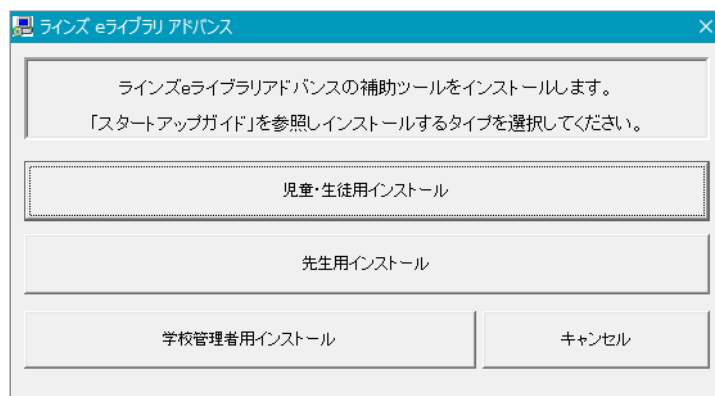 ラインズ eライブラリ アドバンス
ラインズeライブラリアドバンスの補助ツールをインストールします。
「スタートアップガイド」を参照しインストールするタイプを選択してください。
児童・生徒用インストール
先生用インストール
学校管理者用インストール
キャンセル